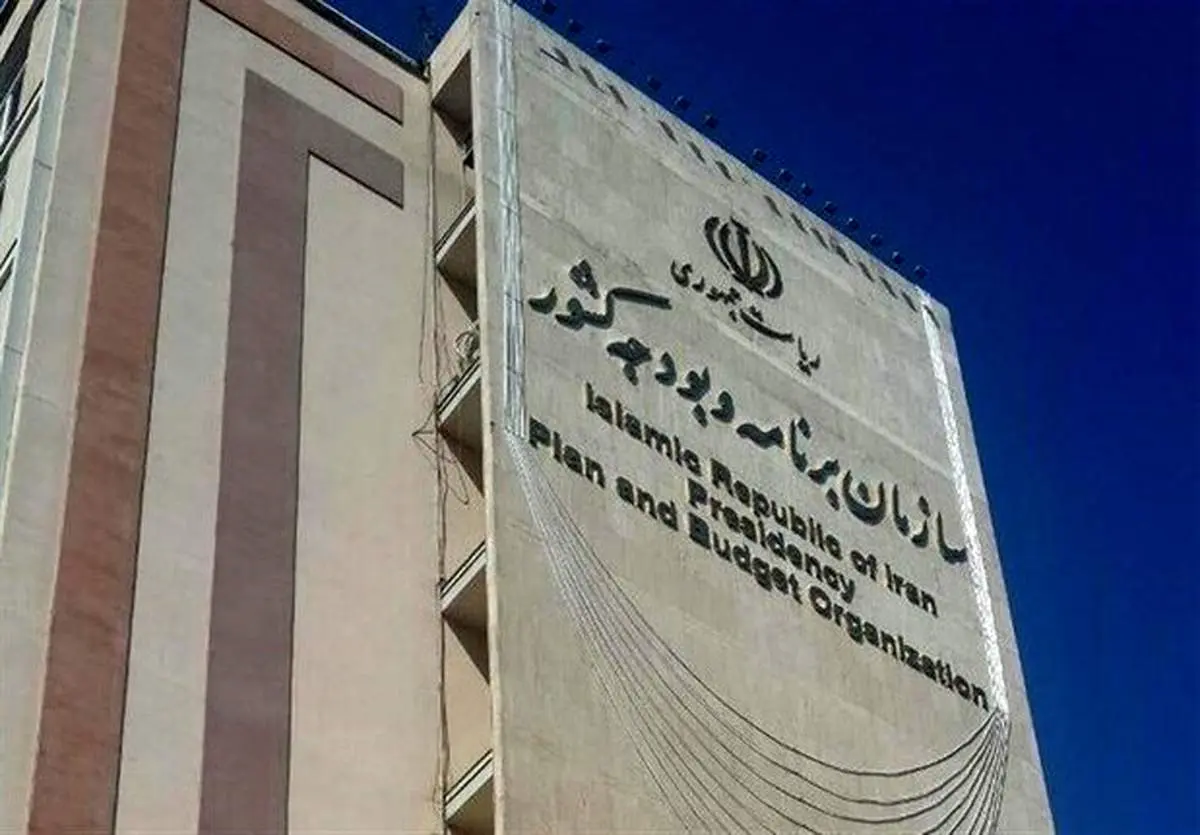 ریاست جمهوری
سازمان برنامه و بودجه کشور
Islamic Republic of Iran
Presidency
Plan and Budget Organization